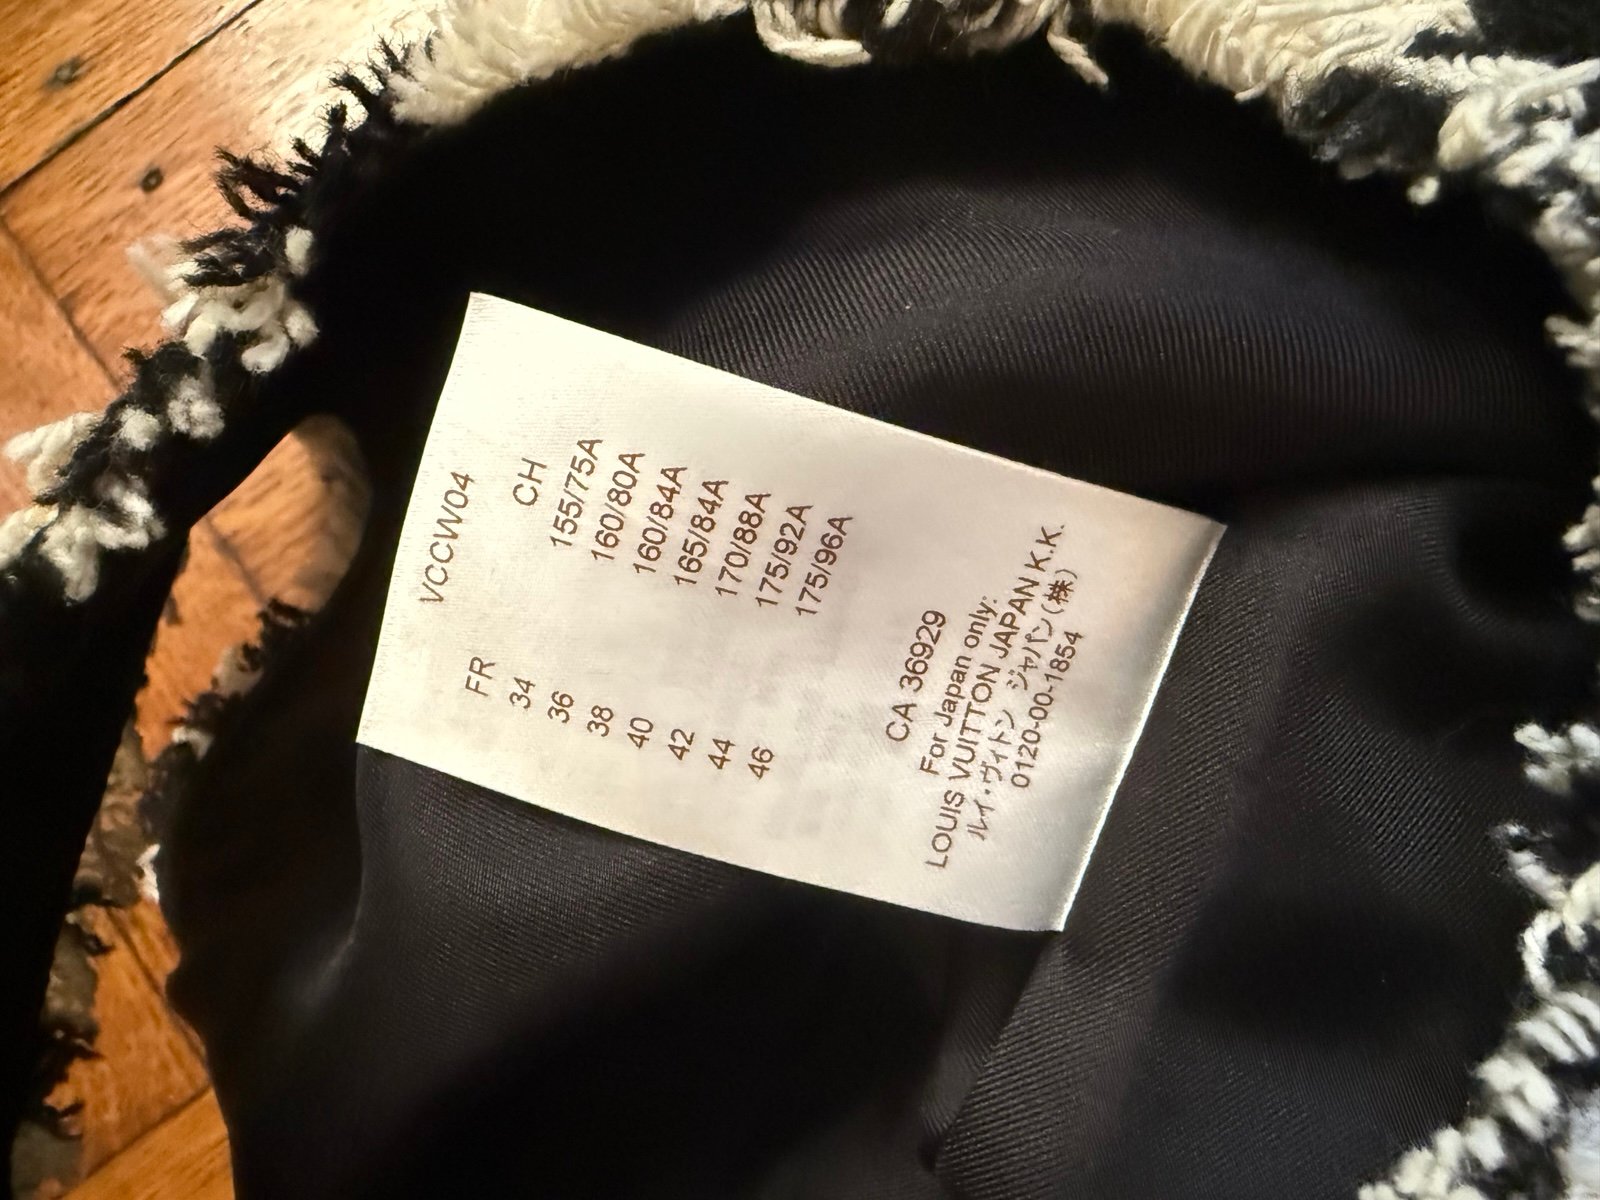 VCCW04
FR CH
34 155/75A
36 160/80A
38 160/84A
40 165/84A
42 170/88A
44 175/92A
46 175/96A
CA 36929
For Japan only:
LOUIS VUITTON JAPAN K.K.
ルイ・ヴィトン ジャパン(株)
0120-00-1854